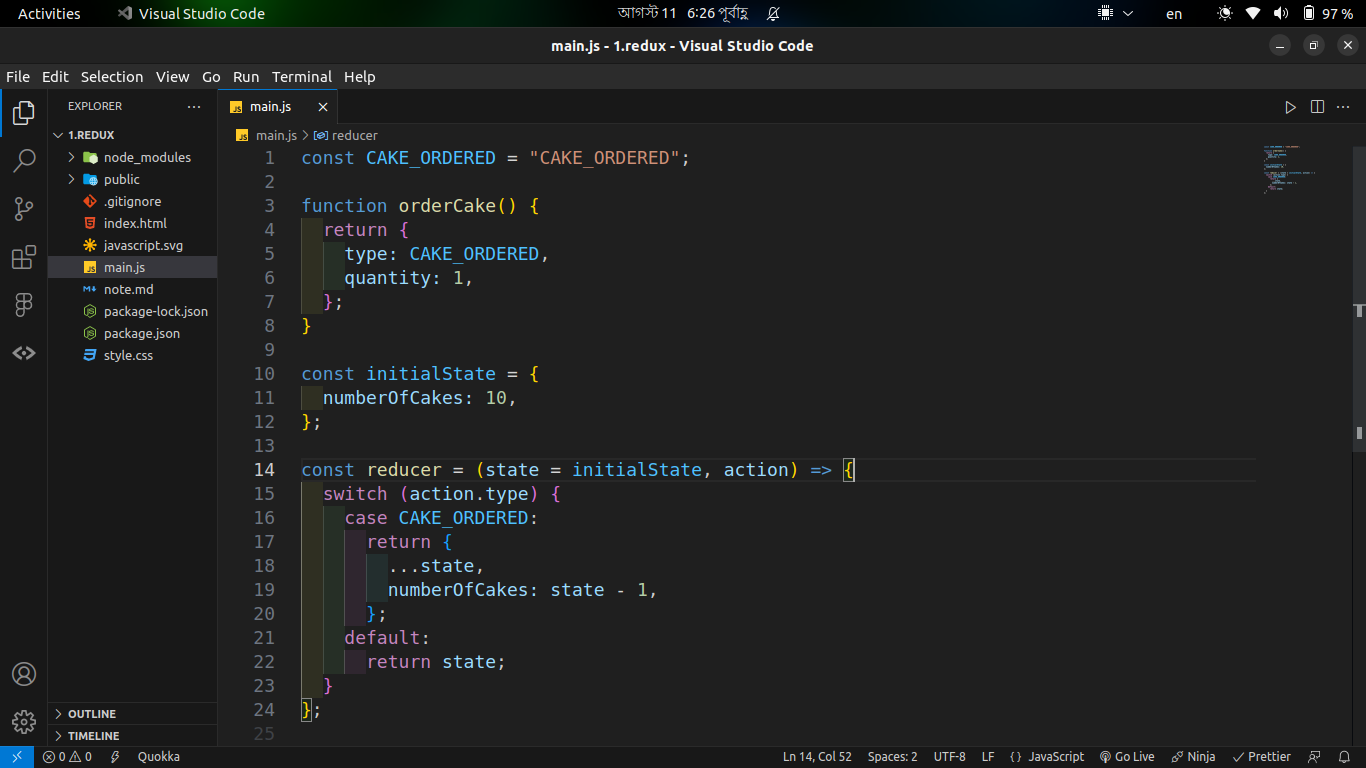 Activities Visual Studio Code আগস্ট 11 6:26 পূর্বাহ্ণ en 97 %
main.js - 1.redux - Visual Studio Code
File Edit Selection View Go Run Terminal Help
EXPLORER
1.REDUX
node_modules
public
.gitignore
index.html
javascript.svg
main.js
note.md
package-lock.json
package.json
style.css
OUTLINE
TIMELINE
main.js
main.js > reducer
1 const CAKE_ORDERED = "CAKE_ORDERED";
2
3 function orderCake() {
4 return {
5 type: CAKE_ORDERED,
6 quantity: 1,
7 };
8 }
9
10 const initialState = {
11 numberOfCakes: 10,
12 };
13
14 const reducer = (state = initialState, action) => {
15 switch (action.type) {
16 case CAKE_ORDERED:
17 return {
18 ...state,
19 numberOfCakes: state - 1,
20 };
21 default:
22 return state;
23 }
24 };
25
0 0 Quokka Ln 14, Col 52 Spaces: 2 UTF-8 LF {} JavaScript Go Live Ninja Prettier